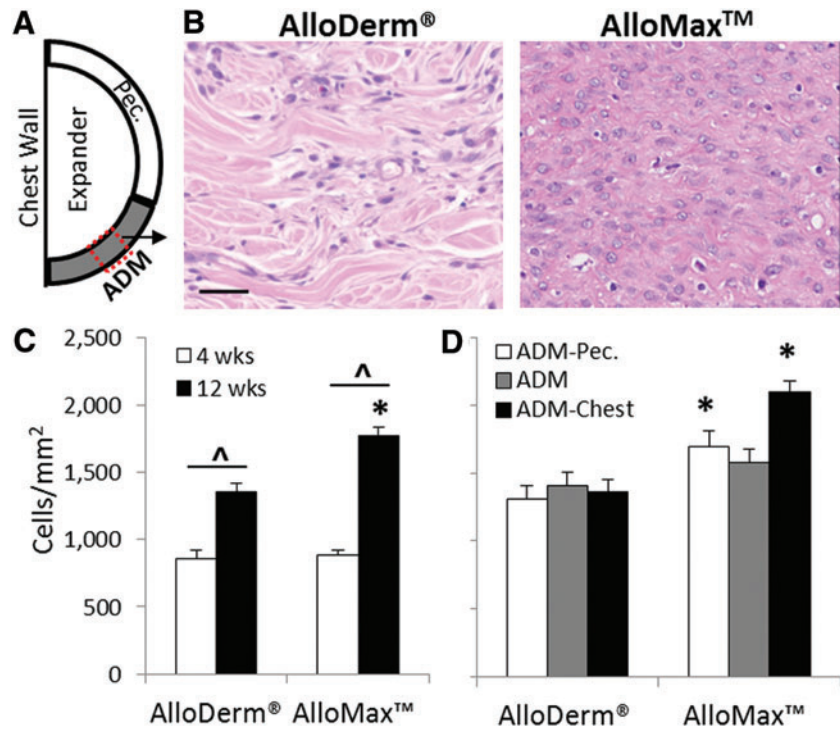 A
Chest Wall
Expander
Pec.
ADM
B
AlloDerm®
AlloMax™
C
2,500
2,000
1,500
1,000
500
0
Cells/mm²
4 wks
12 wks
^
^
*
AlloDerm®
AlloMax™
D
ADM-Pec.
ADM
ADM-Chest
*
*
AlloDerm®
AlloMax™